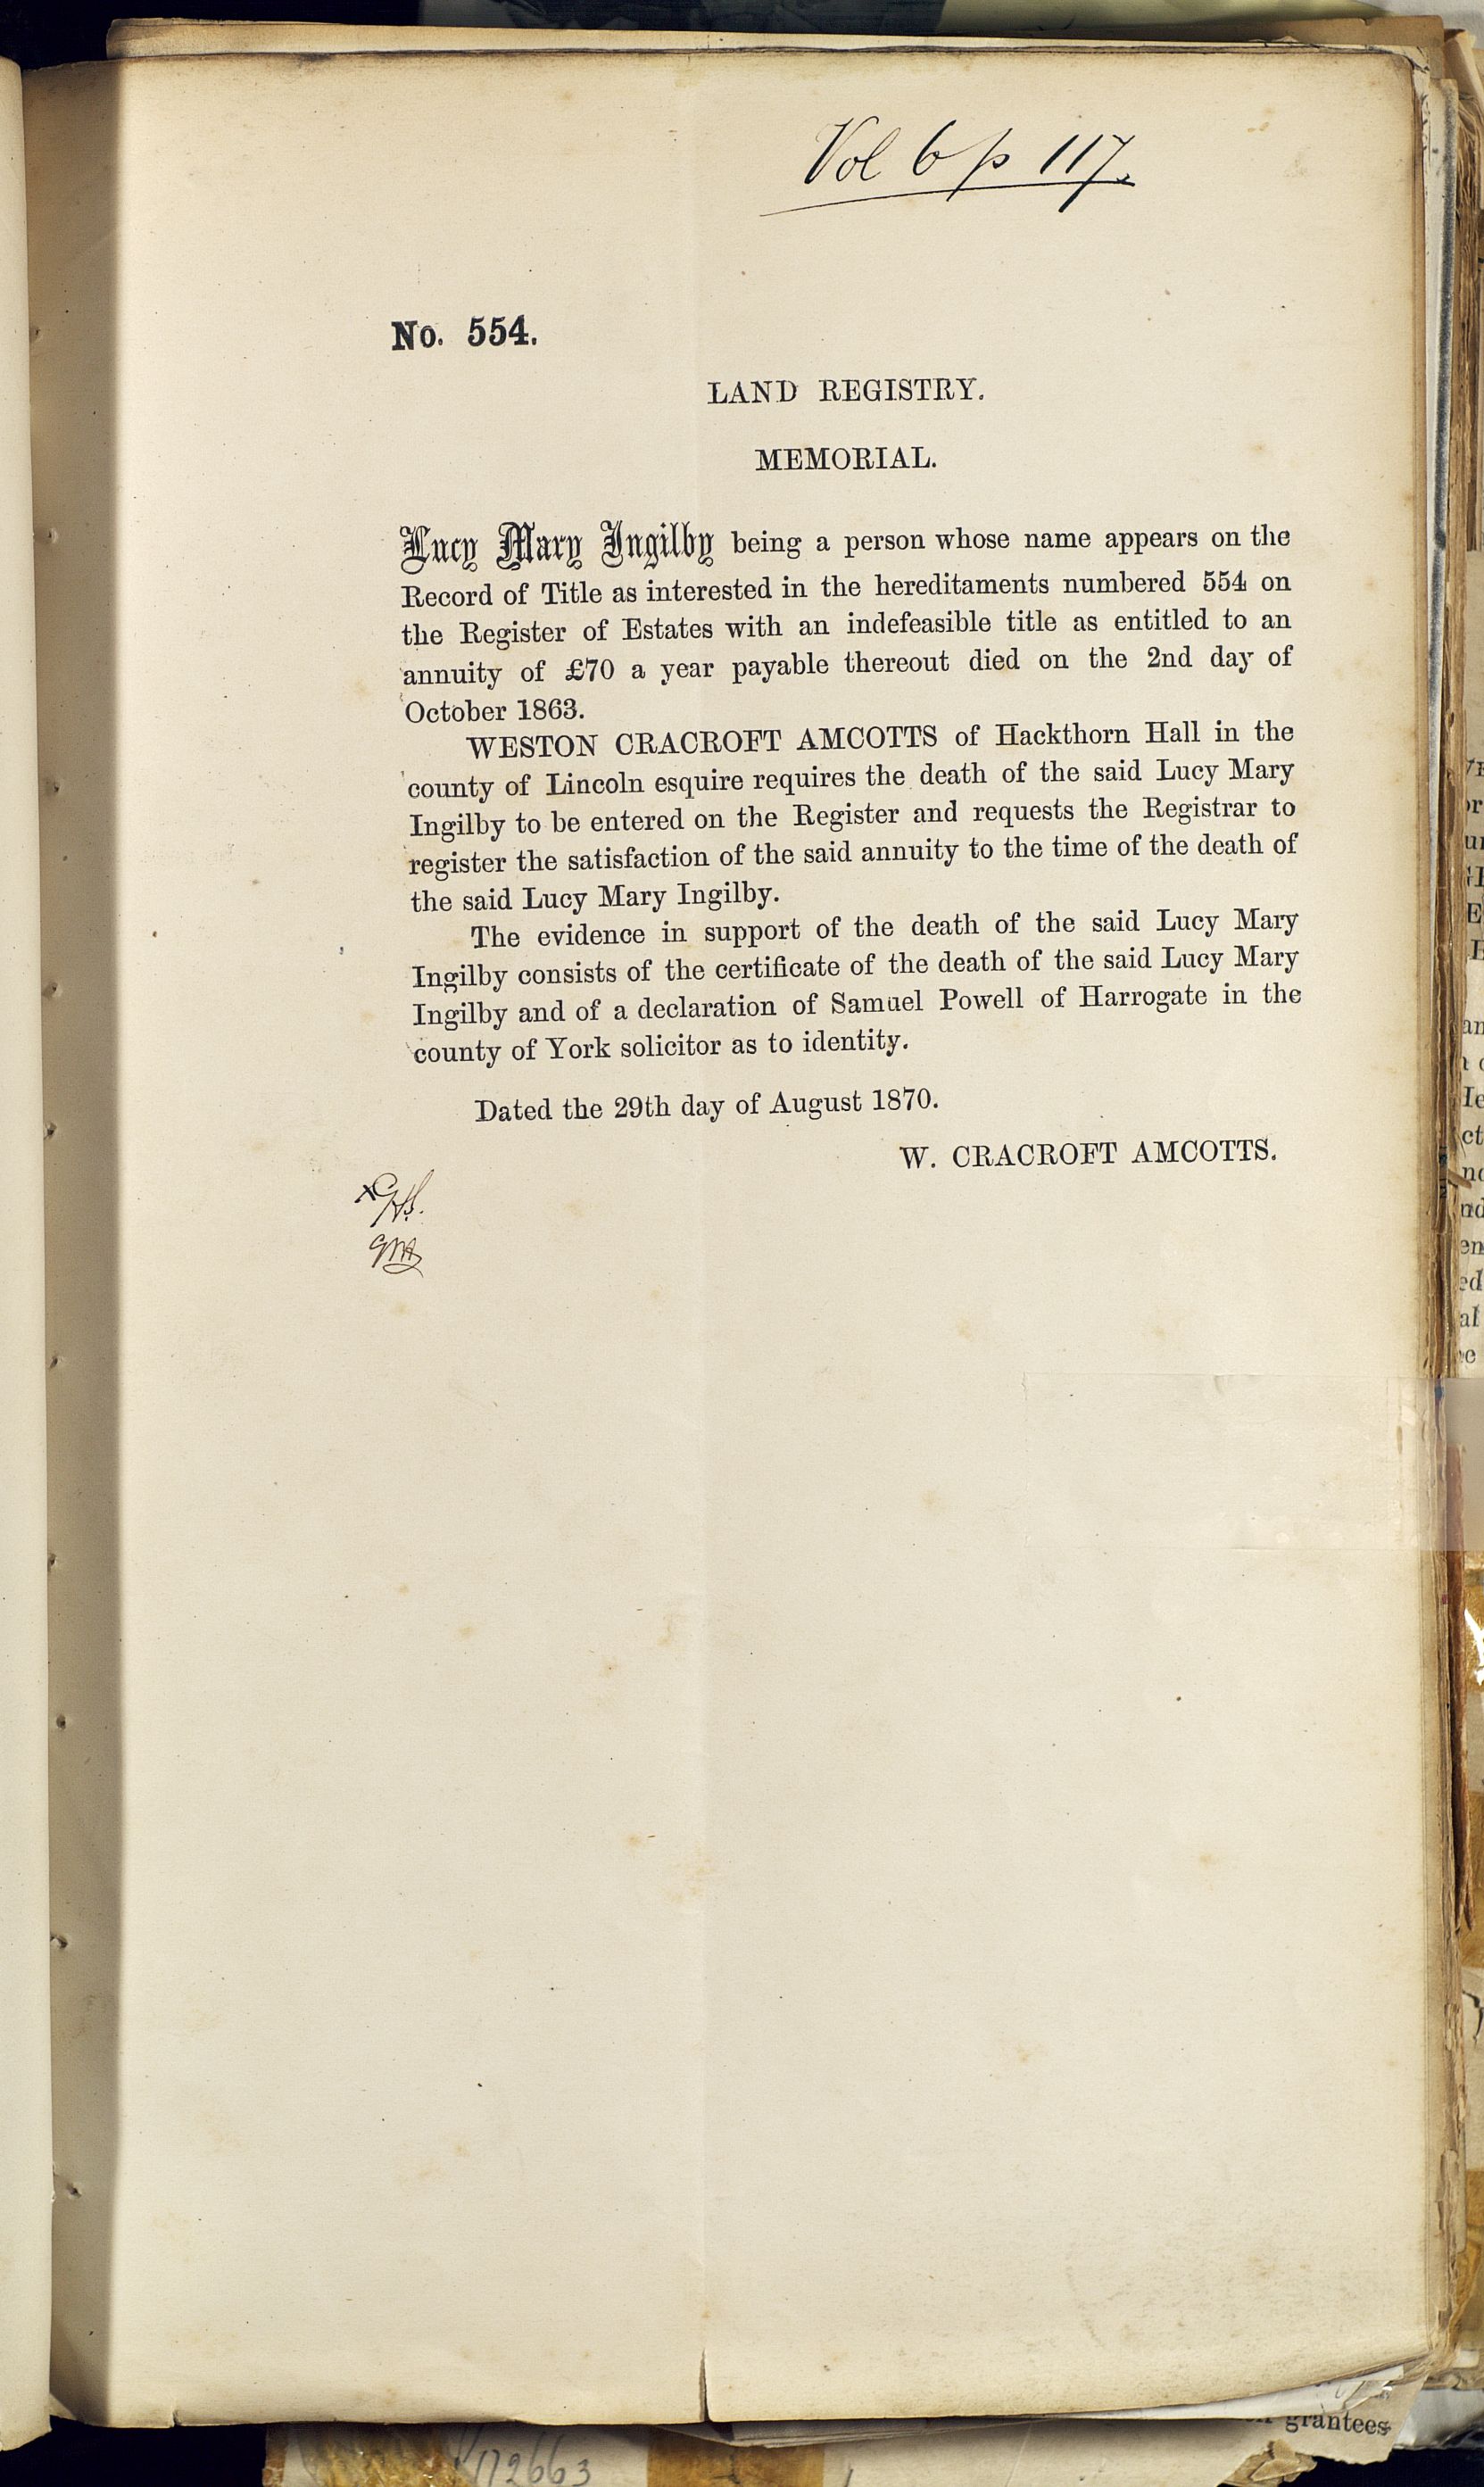 Vol 6 p 117.
No. 554.
LAND REGISTRY.
MEMORIAL.
Lucy Mary Ingilby being a person whose name appears on the
Record of Title as interested in the hereditaments numbered 554 on
the Register of Estates with an indefeasible title as entitled to an
annuity of £70 a year payable thereout died on the 2nd day of
October 1863.
WESTON CRACROFT AMCOTTS of Hackthorn Hall in the
county of Lincoln esquire requires the death of the said Lucy Mary
Ingilby to be entered on the Register and requests the Registrar to
register the satisfaction of the said annuity to the time of the death of
the said Lucy Mary Ingilby.
The evidence in support of the death of the said Lucy Mary
Ingilby consists of the certificate of the death of the said Lucy Mary
Ingilby and of a declaration of Samuel Powell of Harrogate in the
county of York solicitor as to identity.
Dated the 29th day of August 1870.
W. CRACROFT AMCOTTS.
grantees
172663